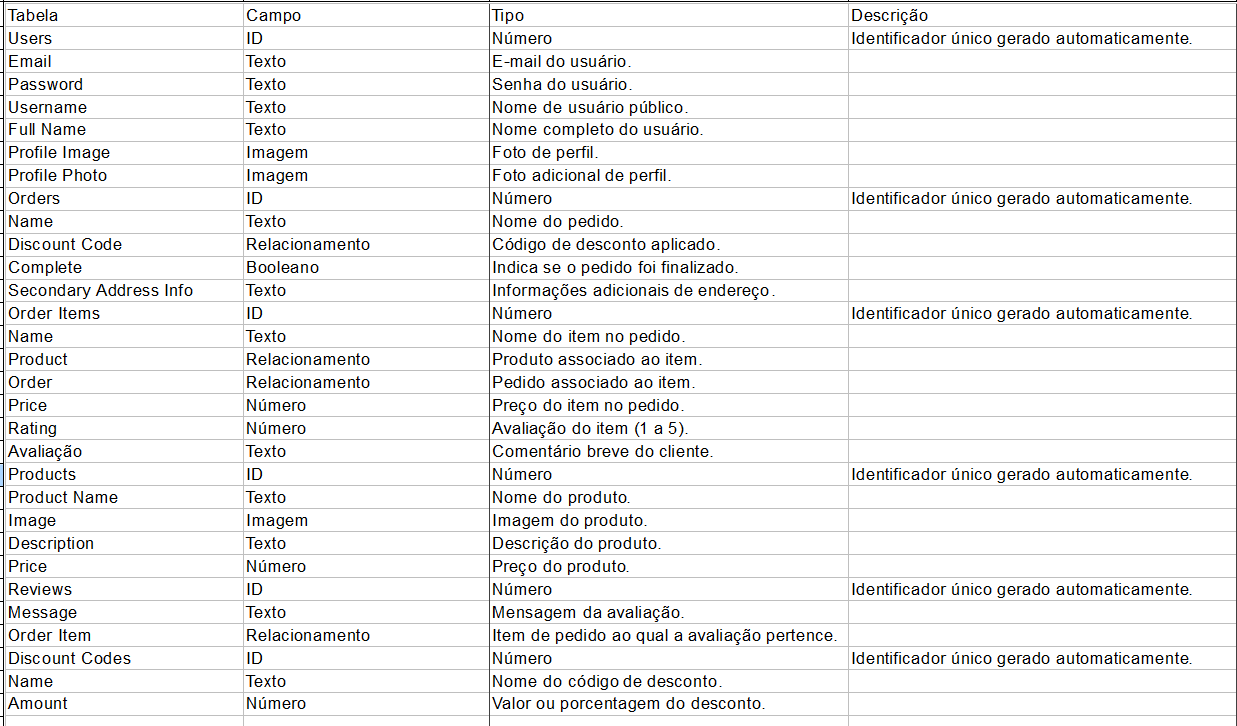 Tabela Campo Tipo Descrição
Users ID Número Identificador único gerado automaticamente.
Email Texto E-mail do usuário.
Password Texto Senha do usuário.
Username Texto Nome de usuário público.
Full Name Texto Nome completo do usuário.
Profile Image Imagem Foto de perfil.
Profile Photo Imagem Foto adicional de perfil.
Orders ID Número Identificador único gerado automaticamente.
Name Texto Nome do pedido.
Discount Code Relacionamento Código de desconto aplicado.
Complete Booleano Indica se o pedido foi finalizado.
Secondary Address Info Texto Informações adicionais de endereço.
Order Items ID Número Identificador único gerado automaticamente.
Name Texto Nome do item no pedido.
Product Relacionamento Produto associado ao item.
Order Relacionamento Pedido associado ao item.
Price Número Preço do item no pedido.
Rating Número Avaliação do item (1 a 5).
Avaliação Texto Comentário breve do cliente.
Products ID Número Identificador único gerado automaticamente.
Product Name Texto Nome do produto.
Image Imagem Imagem do produto.
Description Texto Descrição do produto.
Price Número Preço do produto.
Reviews ID Número Identificador único gerado automaticamente.
Message Texto Mensagem da avaliação.
Order Item Relacionamento Item de pedido ao qual a avaliação pertence.
Discount Codes ID Número Identificador único gerado automaticamente.
Name Texto Nome do código de desconto.
Amount Número Valor ou porcentagem do desconto.